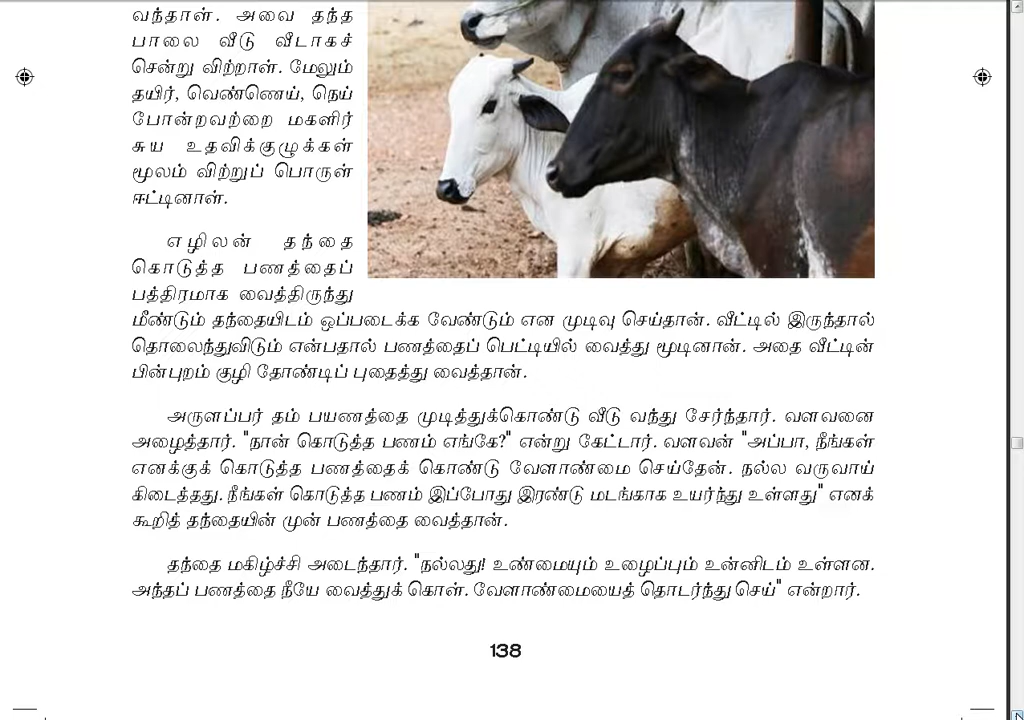 வந்தாள். அவை தந்த
பாலை வீடு வீடாகச்
சென்று விற்றாள். மேலும்
தயிர், வெண்ணெய், நெய்
போன்றவற்றை மகளிர்
சுய உதவிக்குழுக்கள்
மூலம் விற்றுப் பொருள்
ஈட்டினாள்.
எழிலன் தந்தை
கொடுத்த பணத்தைப்
பத்திரமாக வைத்திருந்து
மீண்டும் தந்தையிடம் ஒப்படைக்க வேண்டும் என முடிவு செய்தான். வீட்டில் இருந்தால்
தொலைந்துவிடும் என்பதால் பணத்தைப் பெட்டியில் வைத்து மூடினான். அதை வீட்டின்
பின்புறம் குழி தோண்டிப் புதைத்து வைத்தான்.
அருளப்பர் தம் பயணத்தை முடித்துக்கொண்டு வீடு வந்து சேர்ந்தார். வளவனை
அழைத்தார். "நான் கொடுத்த பணம் எங்கே?" என்று கேட்டார். வளவன் "அப்பா, நீங்கள்
எனக்குக் கொடுத்த பணத்தைக் கொண்டு வேளாண்மை செய்தேன். நல்ல வருவாய்
கிடைத்தது. நீங்கள் கொடுத்த பணம் இப்போது இரண்டு மடங்காக உயர்ந்து உள்ளது" எனக்
கூறித் தந்தையின் முன் பணத்தை வைத்தான்.
தந்தை மகிழ்ச்சி அடைந்தார். "நல்லது! உண்மையும் உழைப்பும் உன்னிடம் உள்ளன.
அந்தப் பணத்தை நீயே வைத்துக் கொள். வேளாண்மையைத் தொடர்ந்து செய்" என்றார்.
138